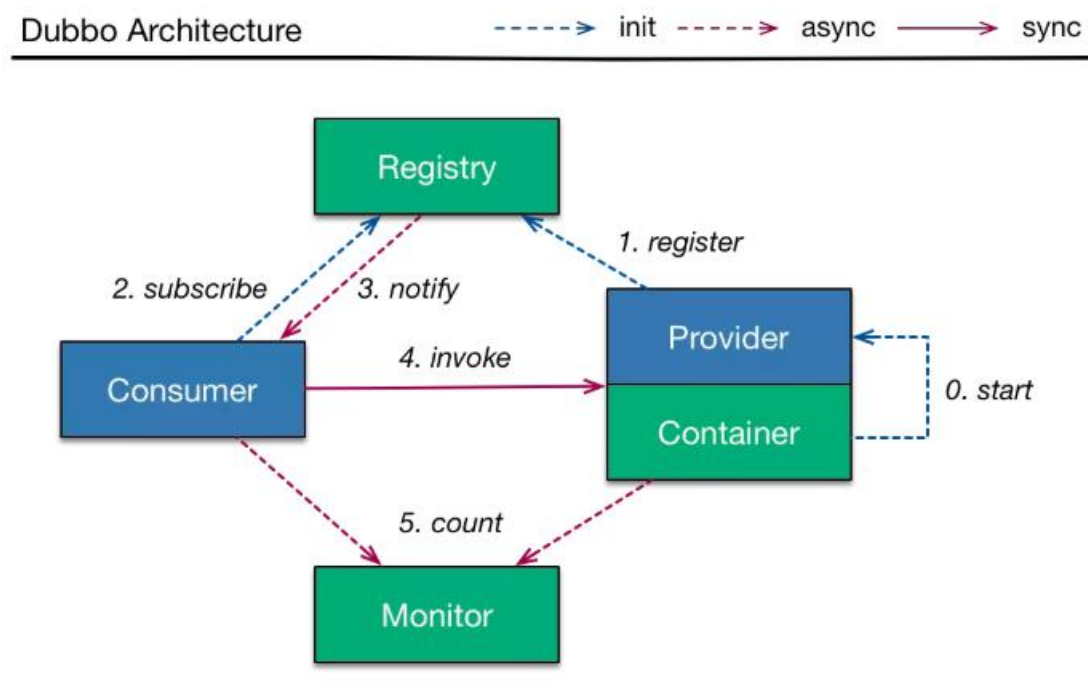 Dubbo Architecture
init
async
sync
Registry
1. register
2. subscribe
3. notify
Provider
4. invoke
Consumer
0. start
Container
5. count
Monitor